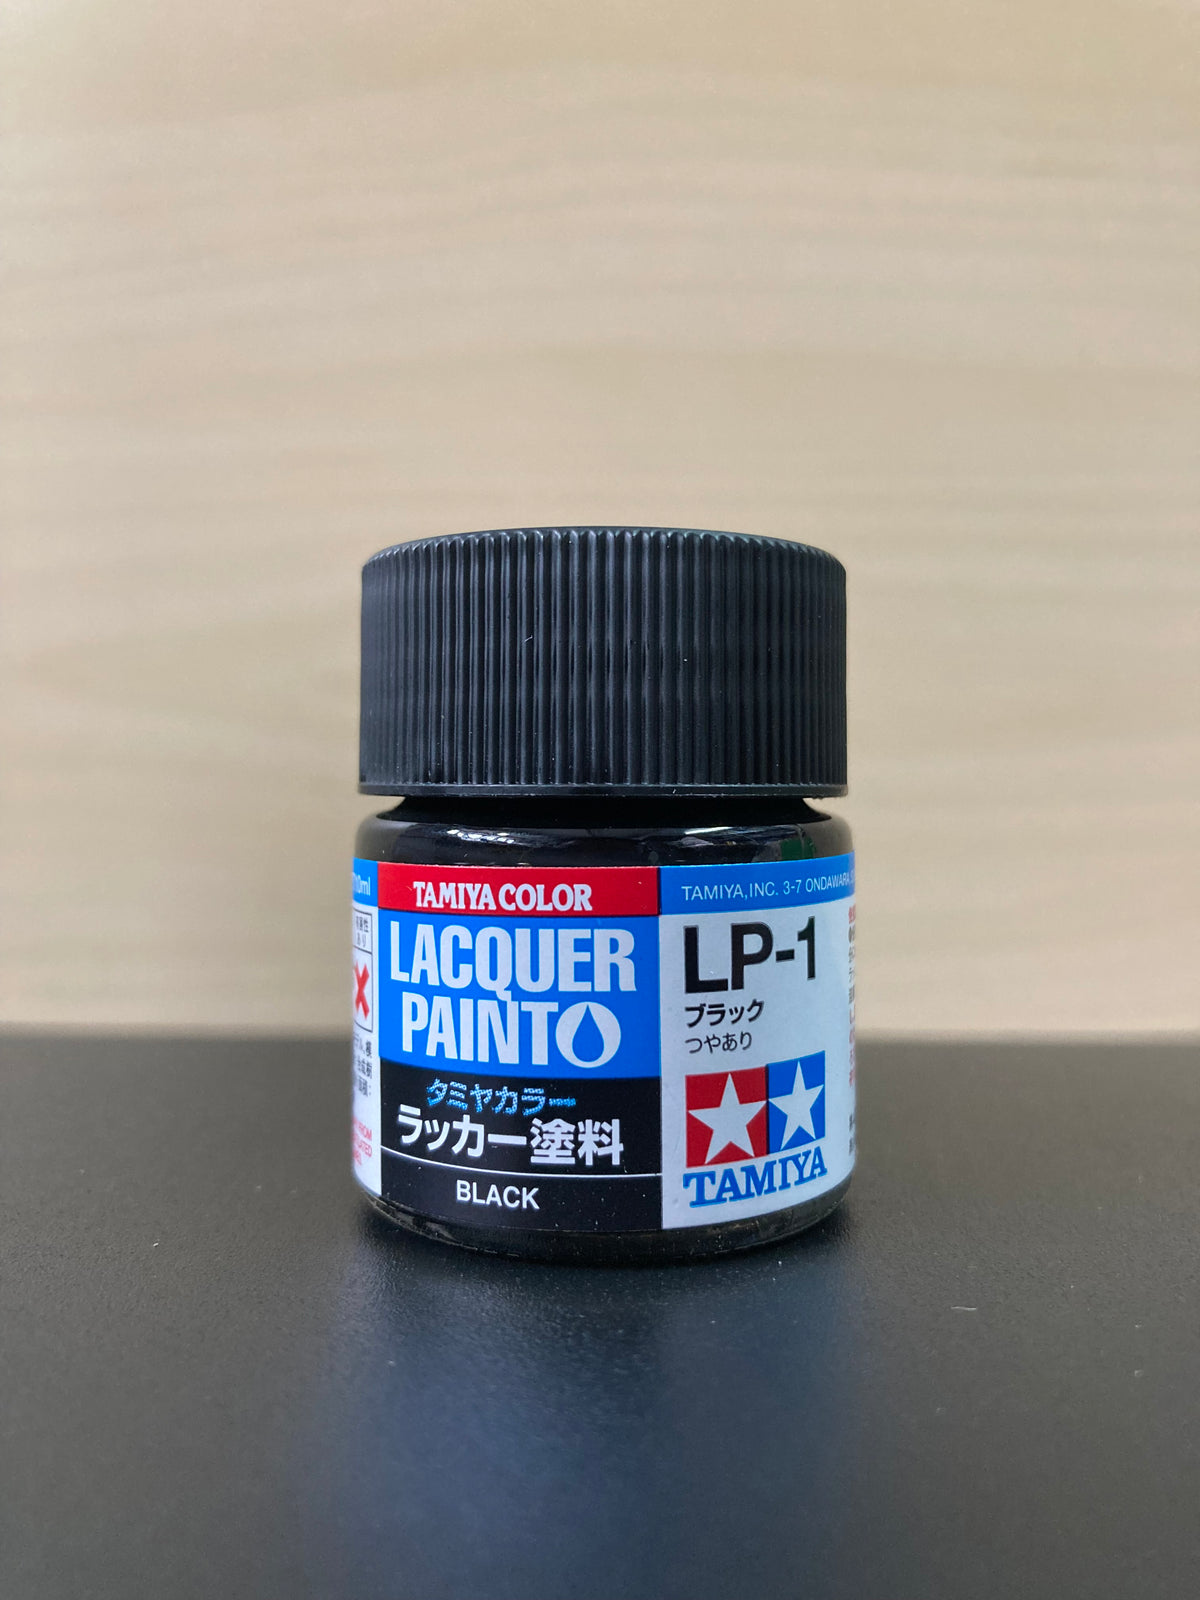 10ml
TAMIYA COLOR
LACQUER
PAINT
タミヤカラー
ラッカー塗料
BLACK
TAMIYA, INC. 3-7 ONDAWARA
LP-1
ブラック
つやあり
TAMIYA